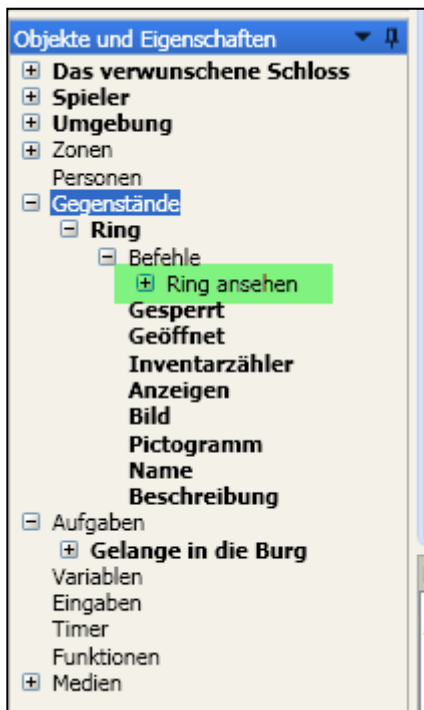 Objekte und Eigenschaften
Das verwunschene Schloss
Spieler
Umgebung
Zonen
Personen
Gegenstände
Ring
Befehle
Ring ansehen
Gesperrt
Geöffnet
Inventarzähler
Anzeigen
Bild
Pictogramm
Name
Beschreibung
Aufgaben
Gelange in die Burg
Variablen
Eingaben
Timer
Funktionen
Medien